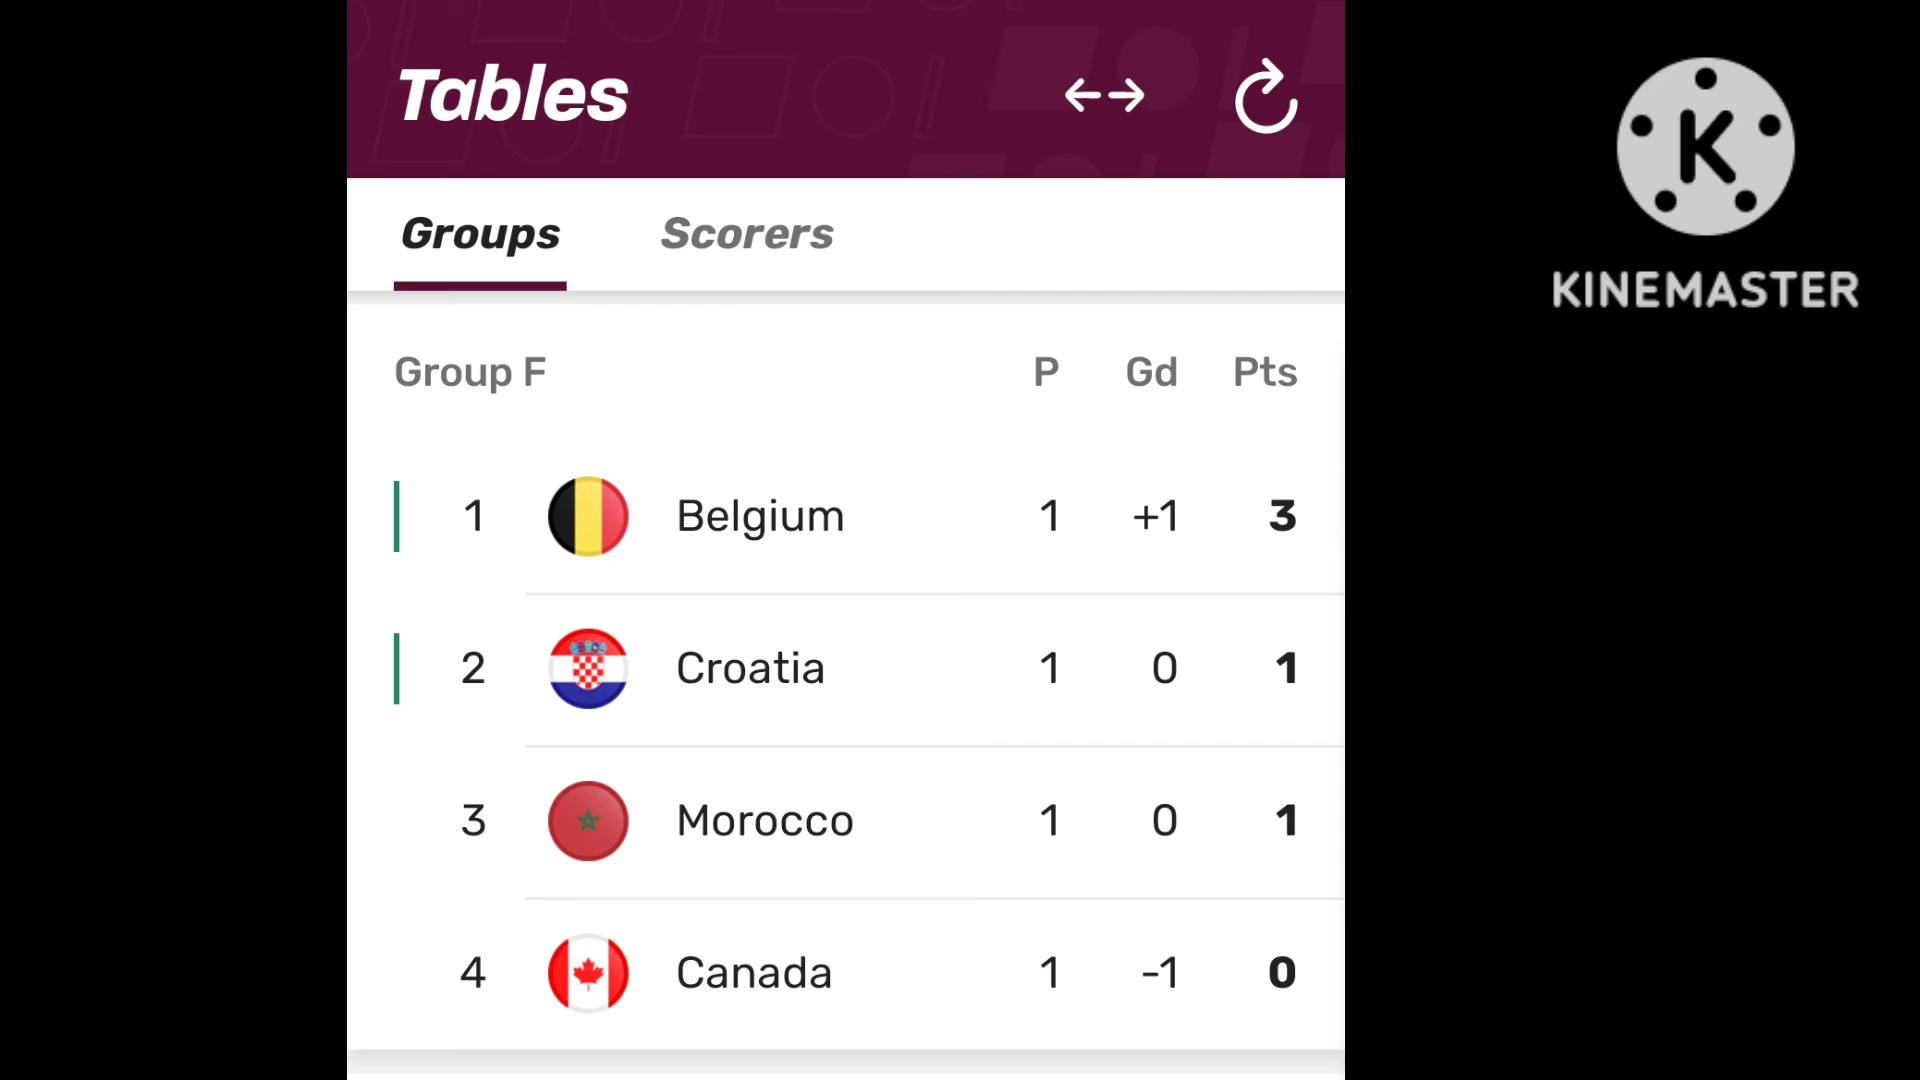 Tables
Groups Scorers
Group F P Gd Pts
1 Belgium 1 +1 3
2 Croatia 1 0 1
3 Morocco 1 0 1
4 Canada 1 -1 0
K
KINEMASTER